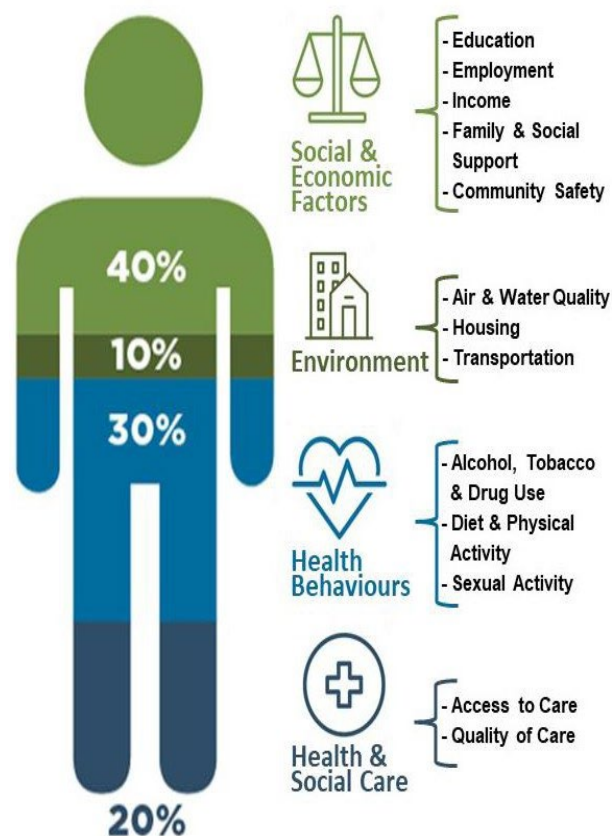 - Education
- Employment
- Income
- Family & Social
Support
- Community Safety
Social &
Economic
Factors
40%
- Air & Water Quality
- Housing
- Transportation
Environment
10%
30%
- Alcohol, Tobacco
& Drug Use
- Diet & Physical
Activity
- Sexual Activity
Health
Behaviours
- Access to Care
- Quality of Care
Health &
Social Care
20%